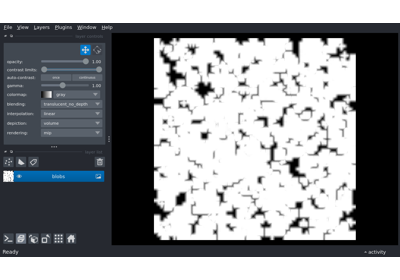 File View Layers Plugins Window Help
opacity: 1.00
contrast limits:
auto-contrast: once continuous
gamma: 1.00
colormap: gray
blending: translucent_no_depth
interpolation: linear
depiction: volume
rendering: mip
blobs
Ready
activity